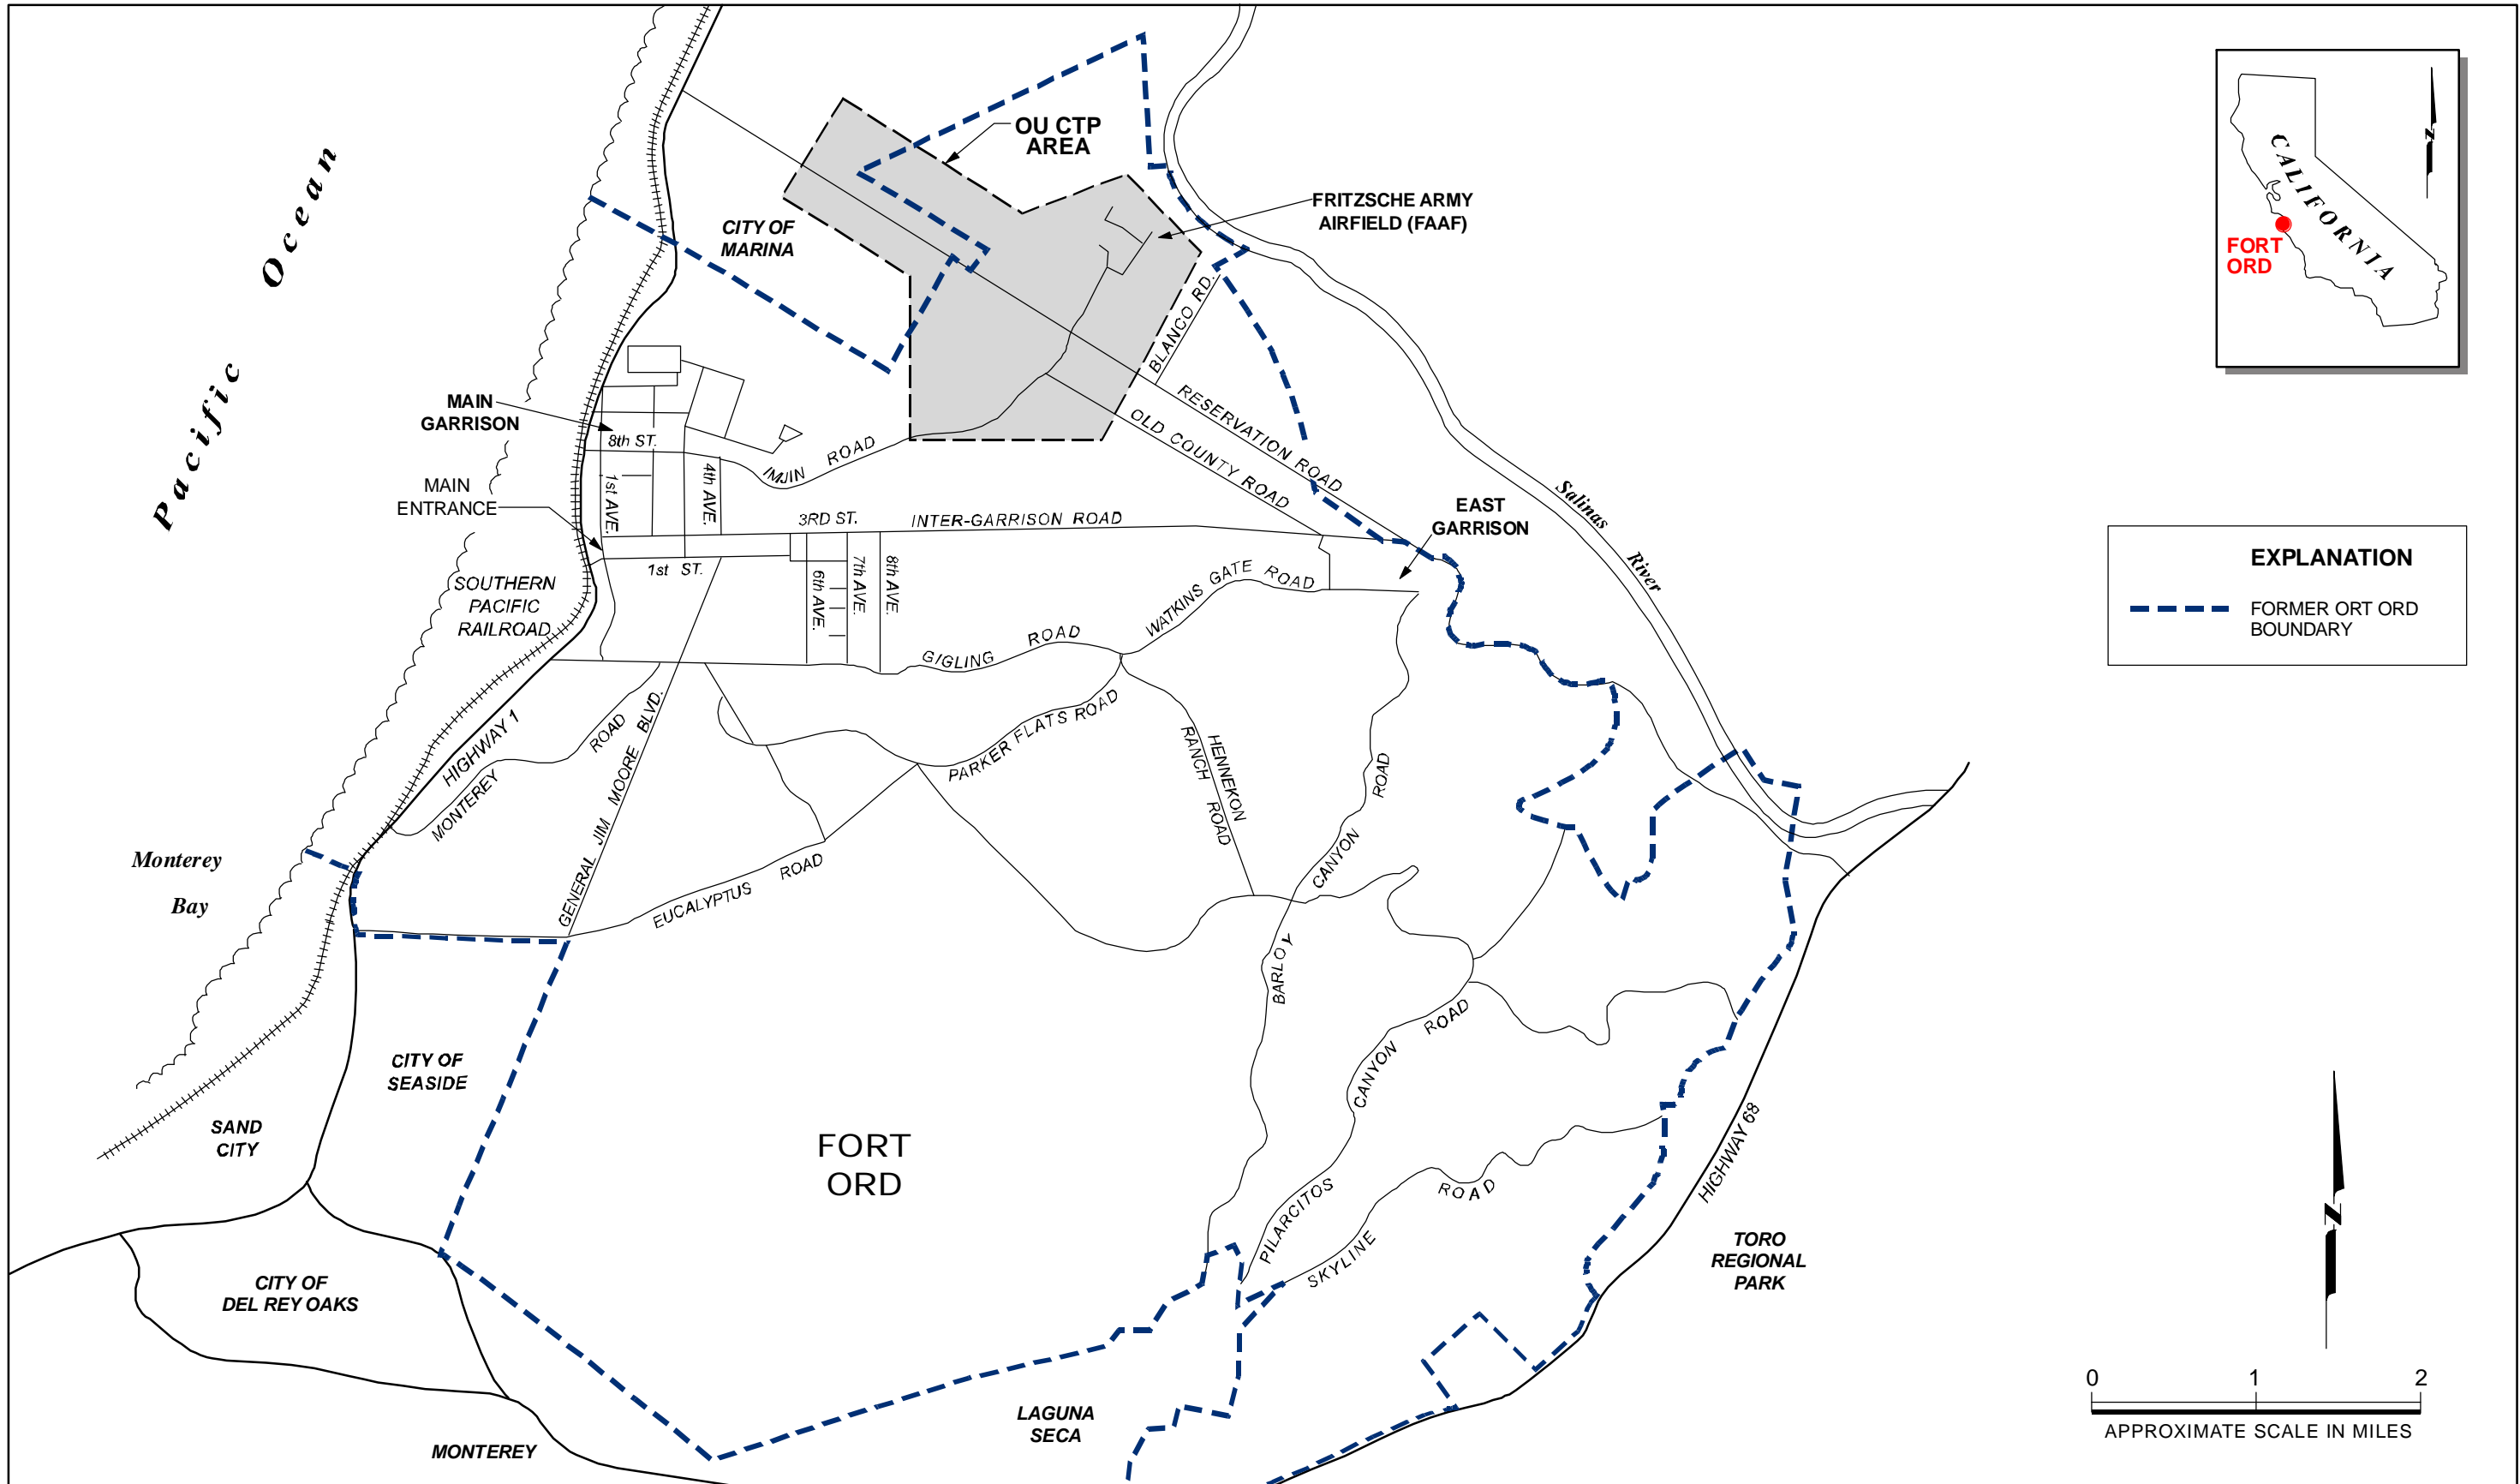 Pacific Ocean
OU CTP
AREA
FRITZSCHE ARMY
AIRFIELD (FAAF)
CITY OF
MARINA
BLANCO RD.
N
CALIFORNIA
FORT
ORD
MAIN
GARRISON
8th ST.
IMJIN ROAD
RESERVATION ROAD
OLD COUNTY ROAD
MAIN
ENTRANCE
1st AVE.
4th AVE.
3RD ST.
INTER-GARRISON ROAD
EAST
GARRISON
Salinas River
EXPLANATION
FORMER ORT ORD
BOUNDARY
1st ST.
6th AVE.
7th AVE.
8th AVE.
SOUTHERN
PACIFIC
RAILROAD
WATKINS GATE ROAD
GIGLING ROAD
HIGHWAY 1
MONTEREY ROAD
GENERAL JIM MOORE BLVD.
PARKER FLATS ROAD
HENNEKON
RANCH ROAD
BARLOY CANYON ROAD
EUCALYPTUS ROAD
Monterey
Bay
CITY OF
SEASIDE
SAND
CITY
FORT
ORD
PILARCITOS CANYON ROAD
SKYLINE ROAD
HIGHWAY 68
TORO
REGIONAL
PARK
CITY OF
DEL REY OAKS
LAGUNA
SECA
MONTEREY
N
0 1 2
APPROXIMATE SCALE IN MILES